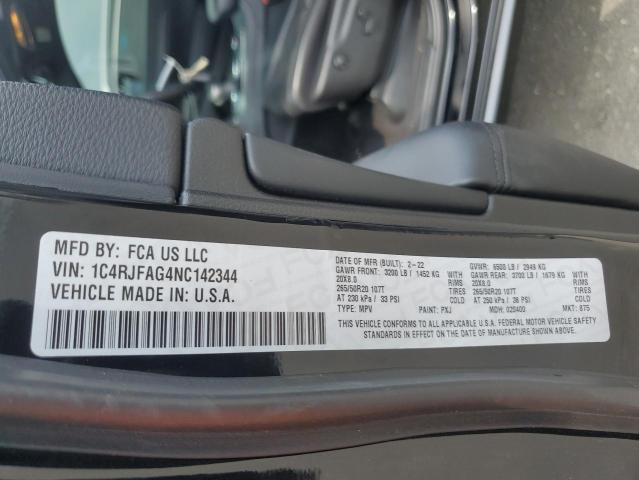 MFD BY: FCA US LLC
VIN: 1C4RJFAG4NC142344
VEHICLE MADE IN: U.S.A.
DATE OF MFR (BUILT): 2-22 GVWR: 6500 LB / 2949 KG
GAWR FRONT: 3200 LB / 1452 KG WITH GAWR REAR: 3700 LB / 1679 KG WITH
20X8.0 RIMS 20X8.0 RIMS
265/50R20 107T TIRES 265/50R20 107T TIRES
AT 230 kPa / 33 PSI COLD AT 250 kPa / 36 PSI COLD
TYPE: MPV PAINT: PXJ MDH: 020400 MKT: 875
THIS VEHICLE CONFORMS TO ALL APPLICABLE U.S.A. FEDERAL MOTOR VEHICLE SAFETY
STANDARDS IN EFFECT ON THE DATE OF MANUFACTURE SHOWN ABOVE.